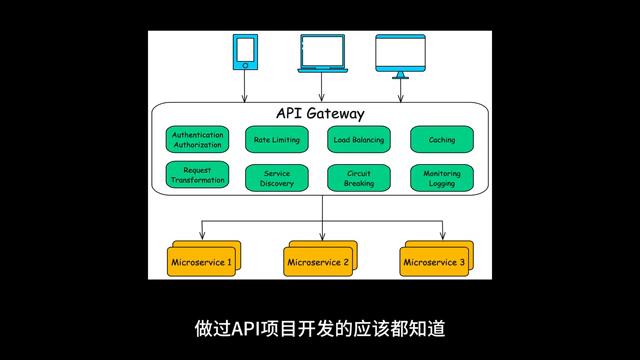 API Gateway
Authentication
Authorization
Rate Limiting
Load Balancing
Caching
Request
Transformation
Service
Discovery
Circuit
Breaking
Monitoring
Logging
Microservice 1
Microservice 2
Microservice 3
做过API项目开发的应该都知道